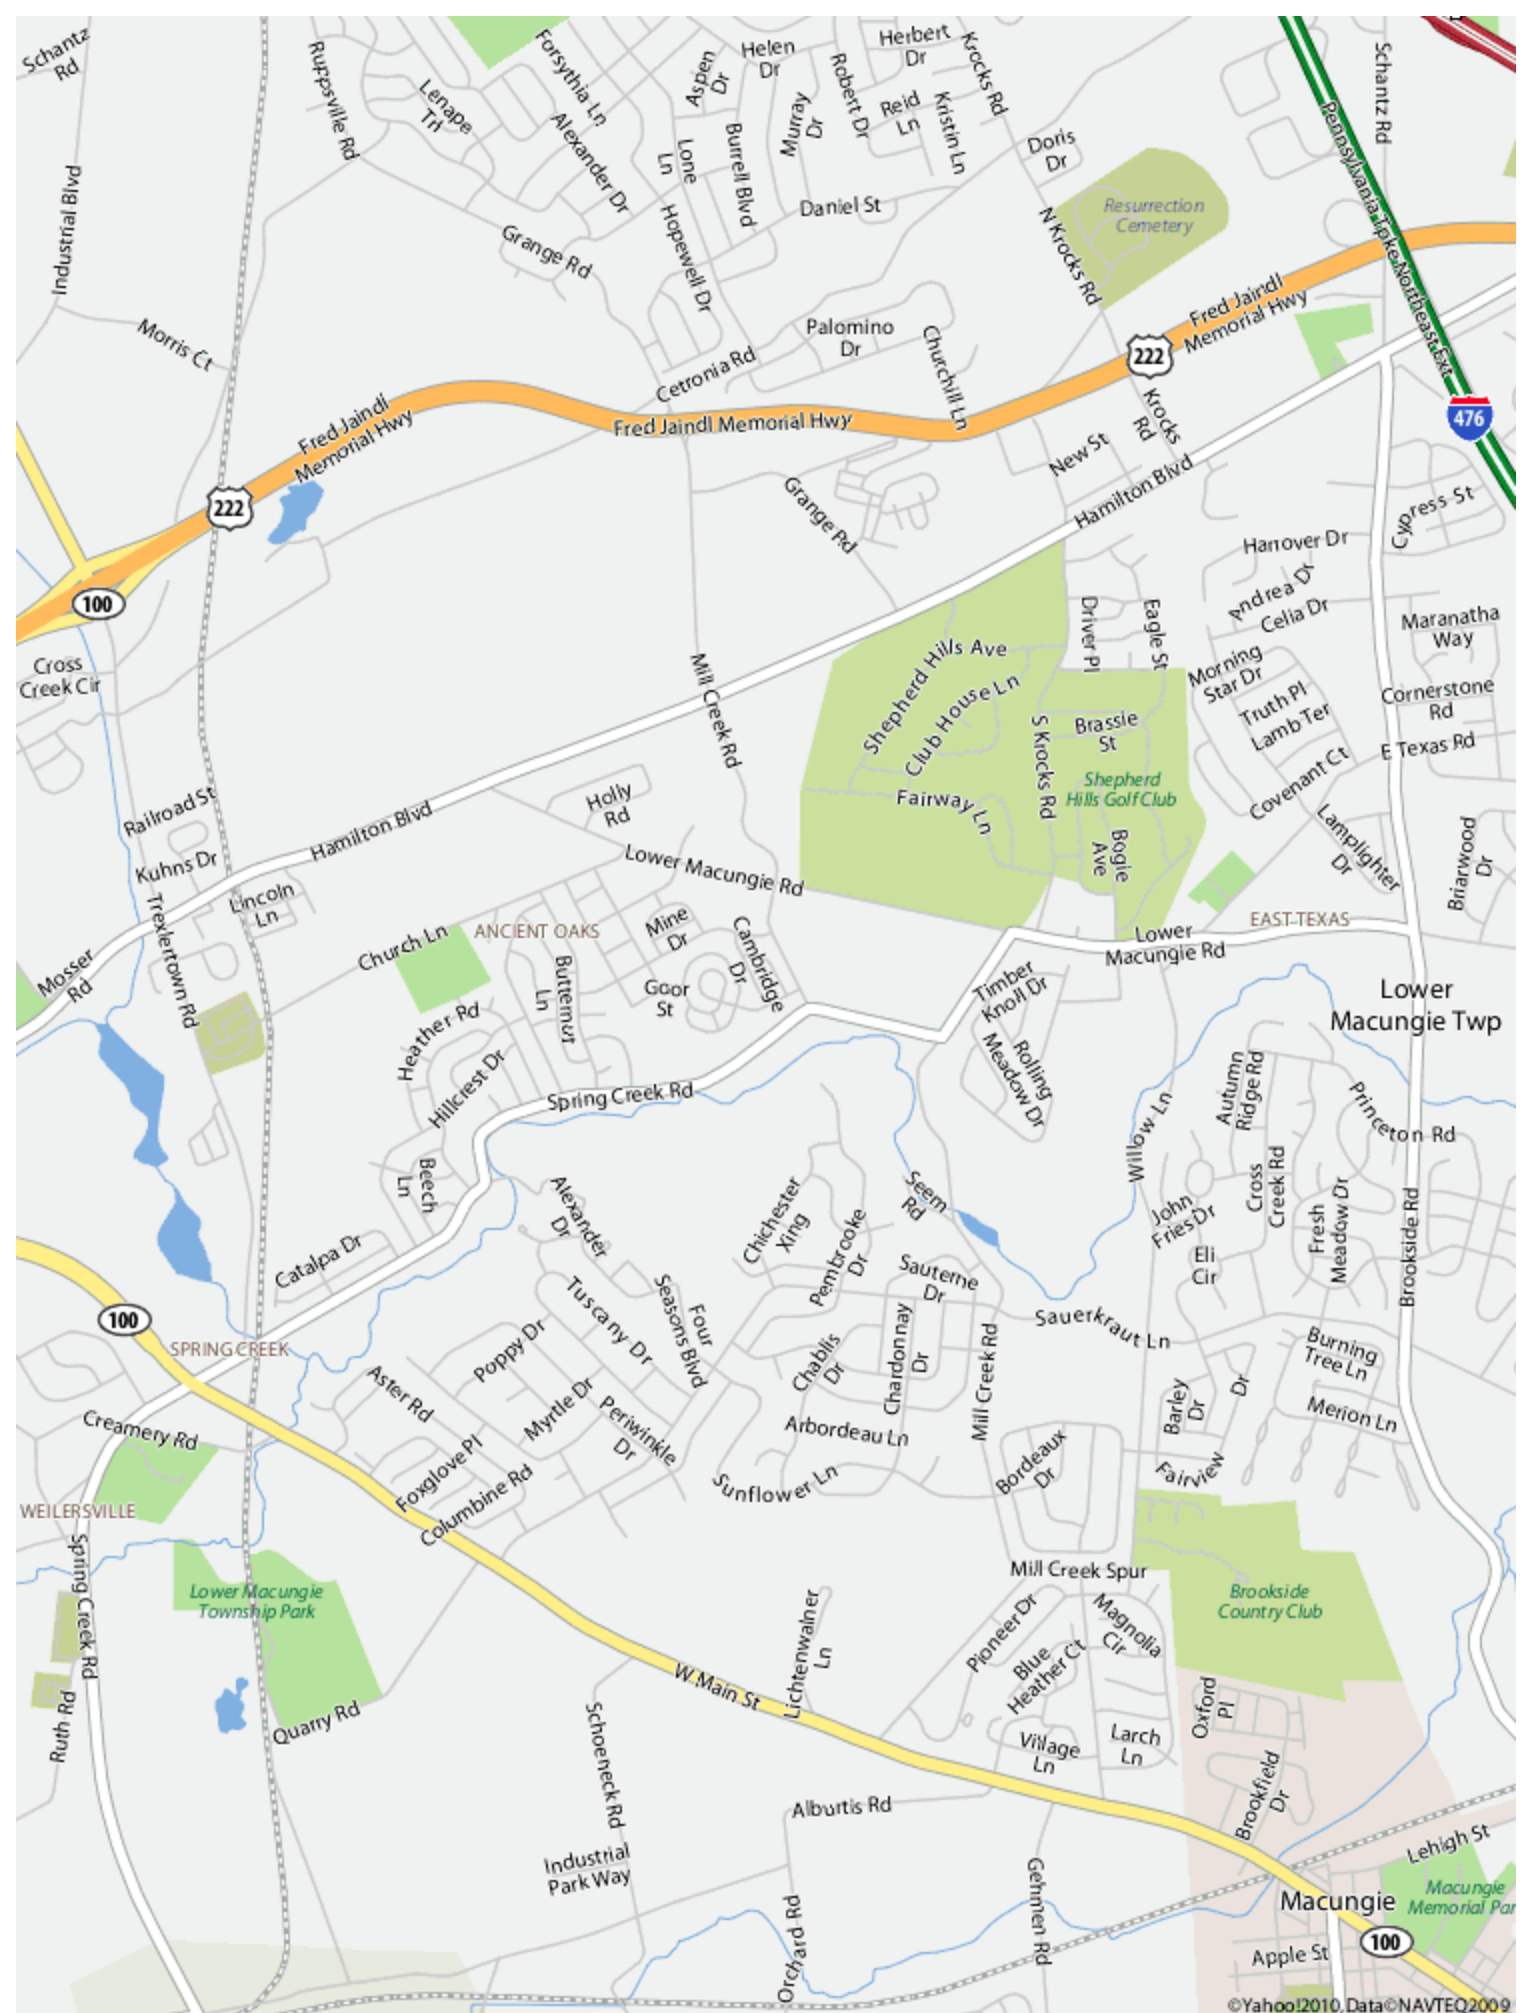 Schantz
Rd
Ruppsville Rd
Lenape
Trl
Forsythia Ln
Alexander Dr
Aspen
Dr
Helen
Dr
Herbert
Dr
Robert Dr
Reid
Ln
Kristin Ln
Krocks Rd
Murray
Dr
Burrell Blvd
Lone
Ln
Doris
Dr
Schantz Rd
Pennsylvania Tpke Northeast Ext
Industrial Blvd
Daniel St
Hopewell Dr
Grange Rd
N Krocks Rd
Resurrection
Cemetery
Morris Ct
Palomino
Dr
Cetronia Rd
Churchill Ln
Fred Jaindl
Memorial Hwy
222
Krocks
Rd
476
Fred Jaindl
Memorial Hwy
Fred Jaindl Memorial Hwy
New St
Hamilton Blvd
222
Grange Rd
Cypress St
Hanover Dr
100
Andrea Dr
Celia Dr
Driver Pl
Eagle St
Maranatha
Way
Cross
Creek Cir
Mill Creek Rd
Shepherd Hills Ave
Club House Ln
Morning
Star Dr
Truth Pl
Lamb Ter
Cornerstone
Rd
S Krocks Rd
Brassie
St
E Texas Rd
Shepherd
Hills Golf Club
Covenant Ct
Fairway Ln
Railroad St
Holly
Rd
Hamilton Blvd
Kuhns Dr
Lincoln
Ln
Lower Macungie Rd
Bogie
Ave
Lamplighter
Dr
Briarwood
Dr
Trexlertown Rd
Mosser
Rd
Church Ln
ANCIENT OAKS
Mine
Dr
Cambridge
Dr
EAST TEXAS
Lower
Macungie Rd
Butternut
Ln
Goor
St
Timber
Knoll Dr
Lower
Macungie Twp
Heather Rd
Hillcrest Dr
Rolling
Meadow Dr
Autumn
Ridge Rd
Spring Creek Rd
Princeton Rd
Willow Ln
Beech
Ln
Alexander
Dr
Chichester
Xing
Seem
Rd
Cross
Creek Rd
John
Fries Dr
Fresh
Meadow Dr
Brookside Rd
Pembrooke
Dr
Catalpa Dr
Eli
Cir
Sauterne
Dr
100
SPRING CREEK
Tuscany Dr
Four
Seasons Blvd
Sauerkraut Ln
Poppy Dr
Chablis
Dr
Chardonnay
Dr
Mill Creek Rd
Burning
Tree Ln
Aster Rd
Myrtle Dr
Periwinkle
Dr
Barley
Dr
Dr
Merion Ln
Creamery Rd
Arbordeau Ln
Foxglove Pl
Columbine Rd
Sunflower Ln
Bordeaux
Dr
Fairview
WEILERSVILLE
Spring Creek Rd
Lower Macungie
Township Park
Mill Creek Spur
Brookside
Country Club
Pioneer Dr
Magnolia
Cir
Blue
Heather Ct
Lichtenwalner
Ln
W Main St
Ruth Rd
Quarry Rd
Schoeneck Rd
Oxford
Pl
Village
Ln
Larch
Ln
Brookfield
Dr
Alburtis Rd
Lehigh St
Industrial
Park Way
Orchard Rd
Gehmen Rd
Macungie
Macungie
Memorial Par
100
Apple St
©Yahoo!2010, Data©NAVTEQ2009